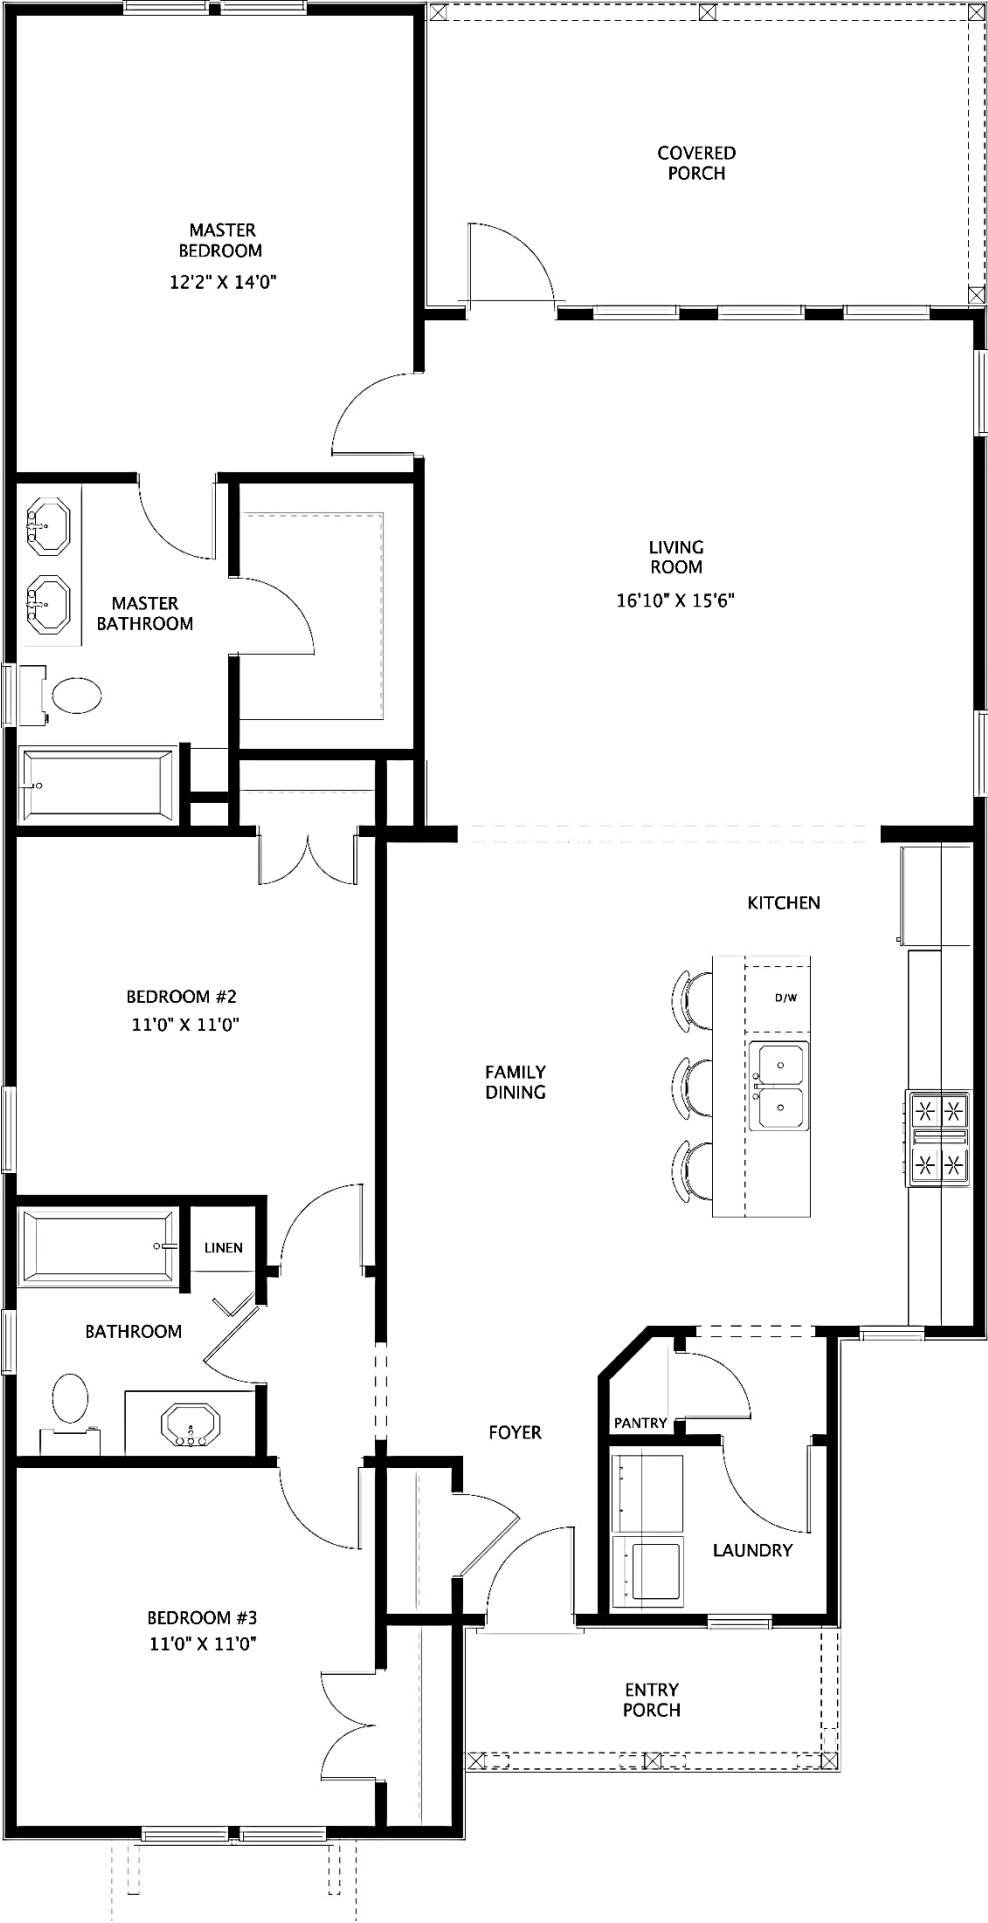 COVERED
PORCH
MASTER
BEDROOM
12'2" X 14'0"
LIVING
ROOM
16'10" X 15'6"
MASTER
BATHROOM
KITCHEN
D/W
BEDROOM #2
11'0" X 11'0"
FAMILY
DINING
LINEN
BATHROOM
PANTRY
FOYER
LAUNDRY
BEDROOM #3
11'0" X 11'0"
ENTRY
PORCH